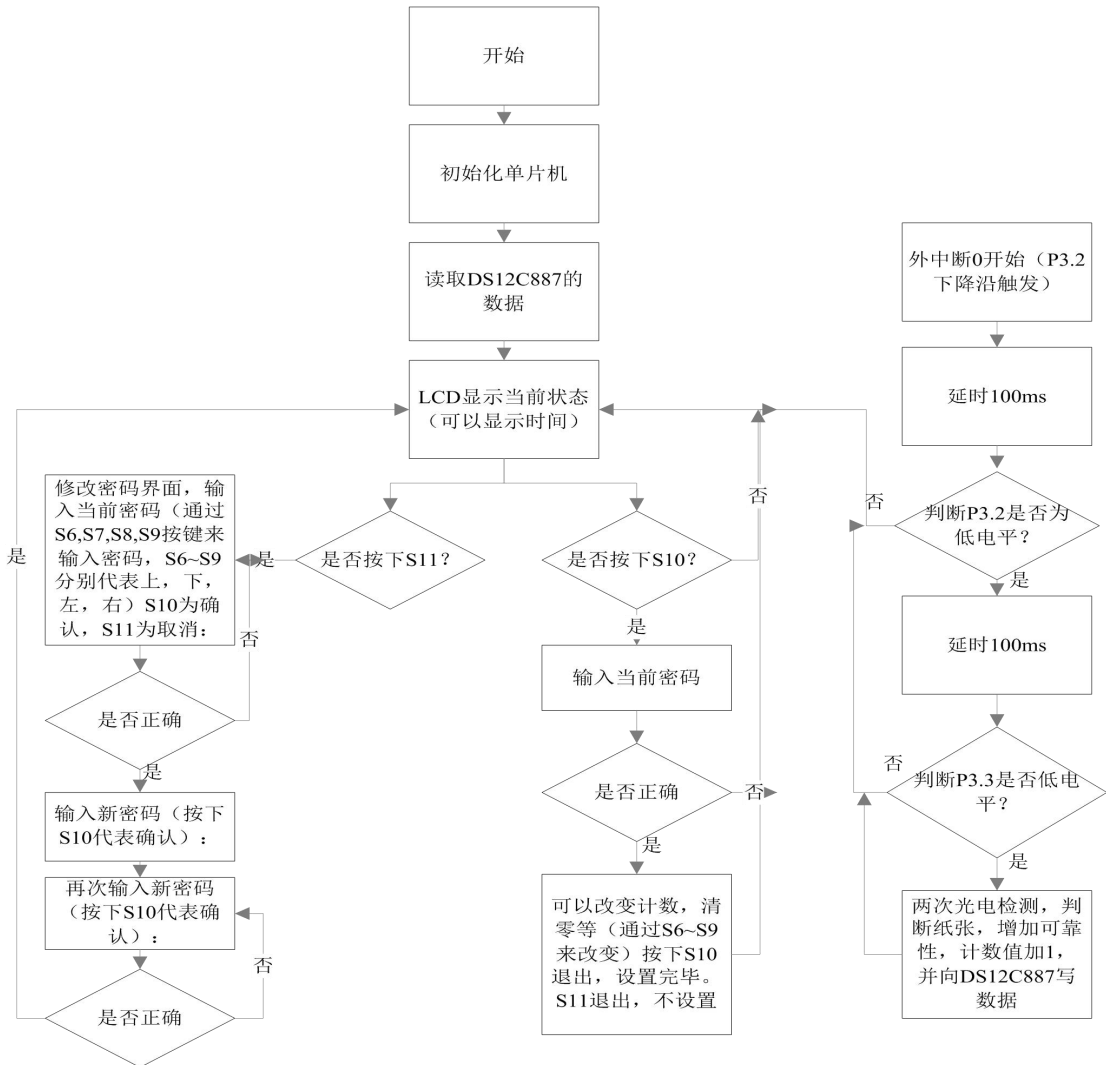 开始
初始化单片机
读取DS12C887的
数据
LCD显示当前状态
（可以显示时间）
是否按下S11？
是
修改密码界面，输
入当前密码（通过
S6,S7,S8,S9按键来
输入密码，S6~S9
分别代表上，下，
左，右）S10为确
认，S11为取消：
否
是否正确
是
输入新密码（按下
S10代表确认）：
再次输入新密码
（按下S10代表确
认）：
否
是否正确
是
是否按下S10？
否
是
输入当前密码
是否正确
否
是
可以改变计数，清
零等（通过S6~S9
来改变）按下S10
退出，设置完毕。
S11退出，不设置
外中断0开始（P3.2
下降沿触发）
延时100ms
判断P3.2是否为
低电平？
否
是
延时100ms
判断P3.3是否低电
平？
否
是
两次光电检测，判
断纸张，增加可靠
性，计数值加1，
并向DS12C887写
数据